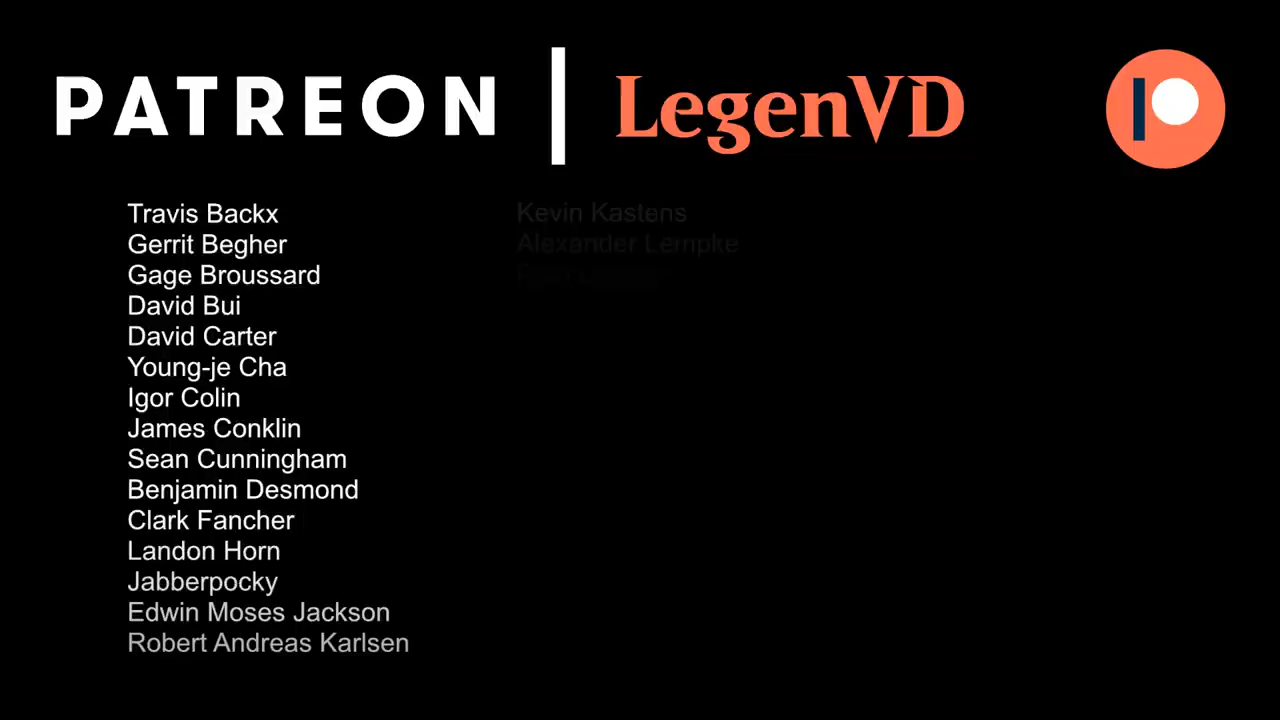 PATREON | LegenVD
Travis Backx
Gerrit Begher
Gage Broussard
David Bui
David Carter
Young-je Cha
Igor Colin
James Conklin
Sean Cunningham
Benjamin Desmond
Clark Fancher
Landon Horn
Jabberpocky
Edwin Moses Jackson
Robert Andreas Karlsen
Kevin Kastens
Alexander Lempke